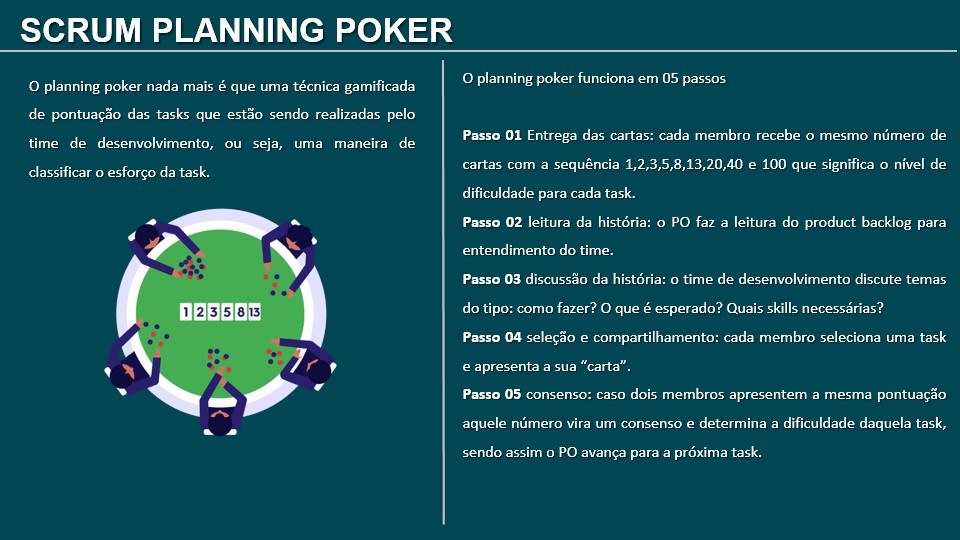 SCRUM PLANNING POKER
O planning poker nada mais é que uma técnica gamificada
de pontuação das tasks que estão sendo realizadas pelo
time de desenvolvimento, ou seja, uma maneira de
classificar o esforço da task.
1 2 3 5 8 13
O planning poker funciona em 05 passos
Passo 01 Entrega das cartas: cada membro recebe o mesmo número de
cartas com a sequência 1,2,3,5,8,13,20,40 e 100 que significa o nível de
dificuldade para cada task.
Passo 02 leitura da história: o PO faz a leitura do product backlog para
entendimento do time.
Passo 03 discussão da história: o time de desenvolvimento discute temas
do tipo: como fazer? O que é esperado? Quais skills necessárias?
Passo 04 seleção e compartilhamento: cada membro seleciona uma task
e apresenta a sua “carta”.
Passo 05 consenso: caso dois membros apresentem a mesma pontuação
aquele número vira um consenso e determina a dificuldade daquela task,
sendo assim o PO avança para a próxima task.